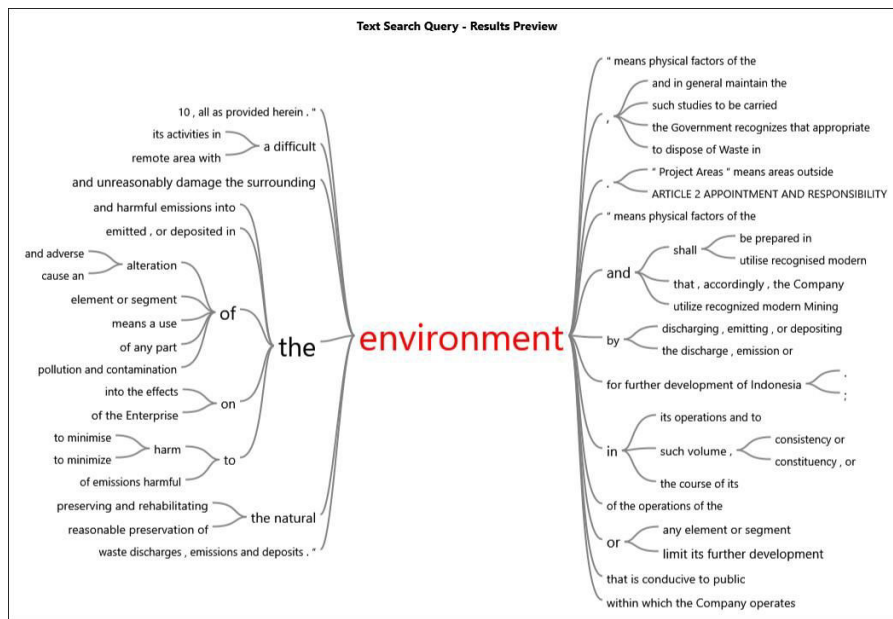 Text Search Query - Results Preview
10 , all as provided herein . "
its activities in
remote area with
a difficult
and unreasonably damage the surrounding
and harmful emissions into
emitted , or deposited in
and adverse
cause an
alteration
element or segment
means a use
of any part
pollution and contamination
of
into the effects
of the Enterprise
on
to minimise
to minimize
harm
of emissions harmful
to
the
preserving and rehabilitating
reasonable preservation of
the natural
waste discharges , emissions and deposits . "
environment
" means physical factors of the
,
and in general maintain the
such studies to be carried
the Government recognizes that appropriate
to dispose of Waste in
.
" Project Areas " means areas outside
ARTICLE 2 APPOINTMENT AND RESPONSIBILITY
" means physical factors of the
and
shall
be prepared in
utilise recognised modern
that , accordingly , the Company
utilize recognized modern Mining
by
discharging , emitting , or depositing
the discharge , emission or
for further development of Indonesia
.
;
in
its operations and to
such volume ,
consistency or
constituency , or
the course of its
of the operations of the
or
any element or segment
limit its further development
that is conducive to public
within which the Company operates